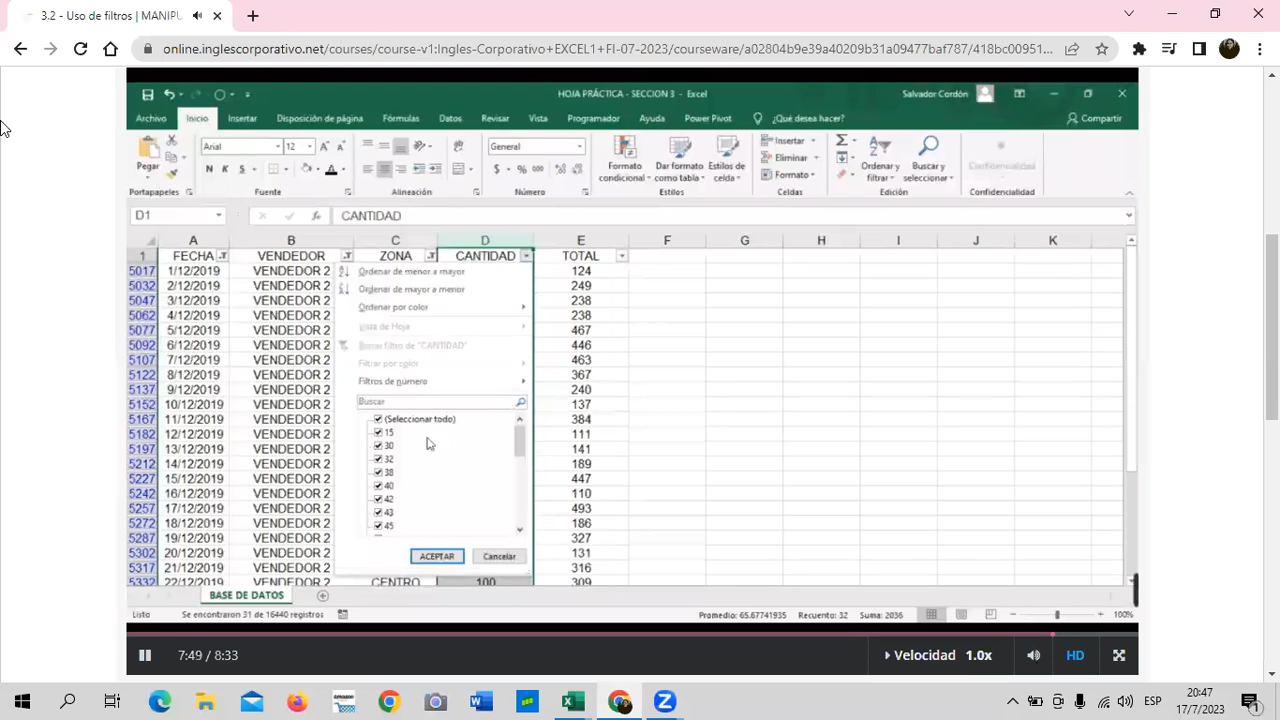 3.2 - Uso de filtros | MANIPU
online.inglescorporativo.net/courses/course-v1:Ingles-Corporativo+EXCEL1+FI-07-2023/courseware/a02804b9e39a40209b31a09477baf787/418bc00951...
HOJA PRÁCTICA - SECCION 3 - Excel
Salvador Cordón
Archivo Inicio Insertar Disposición de página Fórmulas Datos Revisar Vista Programador Ayuda Power Pivot ¿Qué desea hacer? Compartir
Pegar
Arial 12
N K S
General
$ % 000
Formato condicional
Dar formato como tabla
Estilos de celda
Insertar
Eliminar
Formato
Ordenar y filtrar
Buscar y seleccionar
Confidencialidad
Portapapeles Fuente Alineación Número Estilos Celdas Edición Confidencialidad
D1 fx CANTIDAD
A B C D E F G H I J K
1 FECHA VENDEDOR ZONA CANTIDAD TOTAL
5017 1/12/2019 VENDEDOR 2 124
5032 2/12/2019 VENDEDOR 2 249
5047 3/12/2019 VENDEDOR 2 238
5062 4/12/2019 VENDEDOR 2 238
5077 5/12/2019 VENDEDOR 2 467
5092 6/12/2019 VENDEDOR 2 446
5107 7/12/2019 VENDEDOR 2 463
5122 8/12/2019 VENDEDOR 2 367
5137 9/12/2019 VENDEDOR 2 240
5152 10/12/2019 VENDEDOR 2 137
5167 11/12/2019 VENDEDOR 2 384
5182 12/12/2019 VENDEDOR 2 111
5197 13/12/2019 VENDEDOR 2 141
5212 14/12/2019 VENDEDOR 2 189
5227 15/12/2019 VENDEDOR 2 447
5242 16/12/2019 VENDEDOR 2 110
5257 17/12/2019 VENDEDOR 2 493
5272 18/12/2019 VENDEDOR 2 186
5287 19/12/2019 VENDEDOR 2 327
5302 20/12/2019 VENDEDOR 2 131
5317 21/12/2019 VENDEDOR 2 316
5332 22/12/2019 VENDEDOR 2 CENTRO 100 309
Ordenar de menor a mayor
Ordenar de mayor a menor
Ordenar por color
Vista de Hoja
Borrar filtro de "CANTIDAD"
Filtrar por color
Filtros de número
Buscar
(Seleccionar todo)
15
30
32
38
40
42
43
45
ACEPTAR Cancelar
BASE DE DATOS
Listo Se encontraron 31 de 16440 registros Promedio: 65.67741935 Recuento: 32 Suma: 2036 100%
7:49 / 8:33 Velocidad 1.0x HD
ESP
20:47
17/7/2023
1